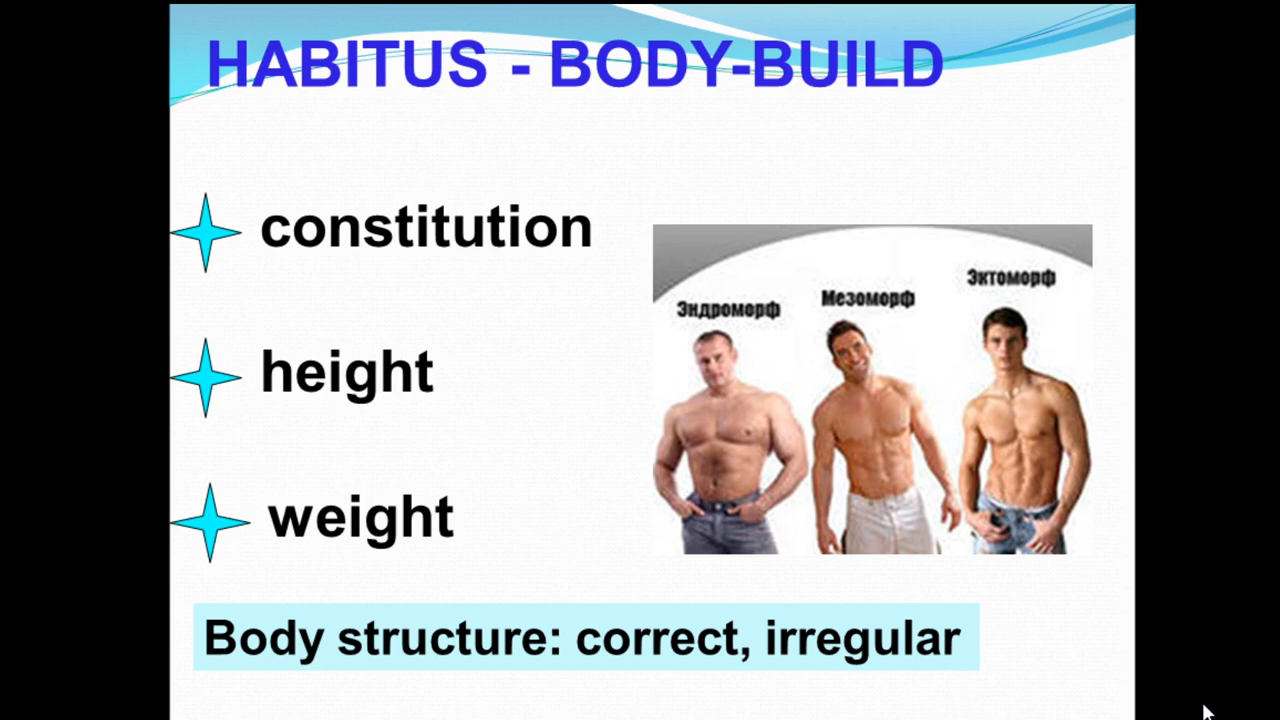 HABITUS - BODY-BUILD
constitution
height
weight
Эндроморф
Мезоморф
Эктоморф
Body structure: correct, irregular